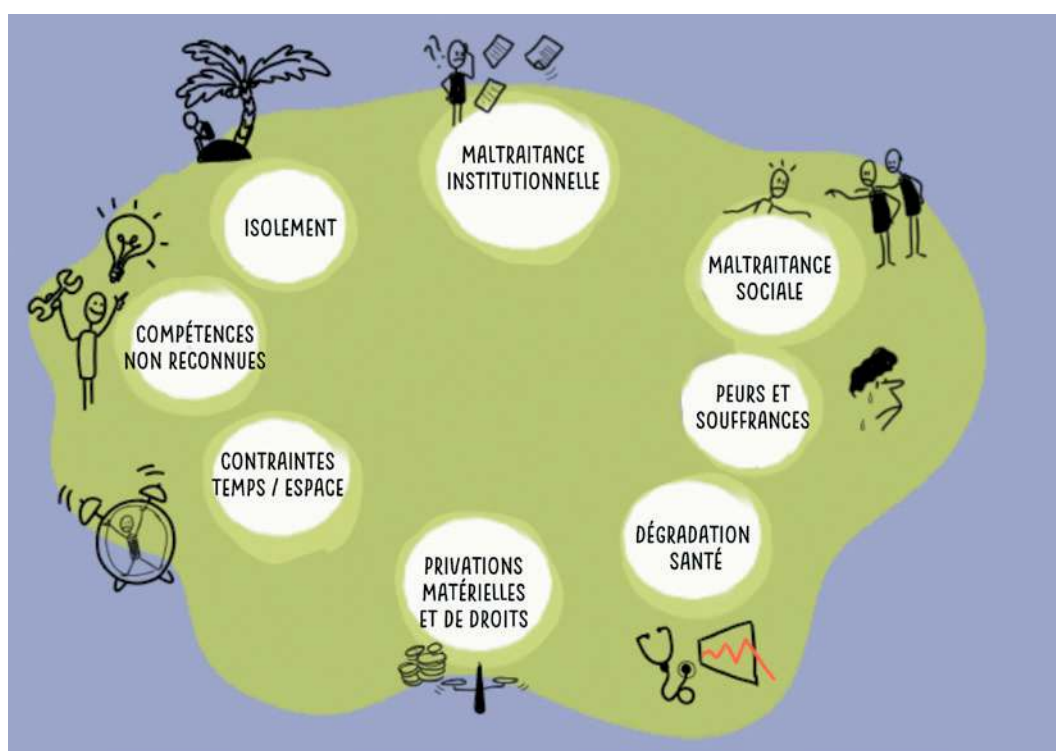 ??
MALTRAITANCE
INSTITUTIONNELLE
ISOLEMENT
MALTRAITANCE
SOCIALE
COMPÉTENCES
NON RECONNUES
PEURS ET
SOUFFRANCES
CONTRAINTES
TEMPS / ESPACE
DÉGRADATION
SANTÉ
PRIVATIONS
MATÉRIELLES
ET DE DROITS